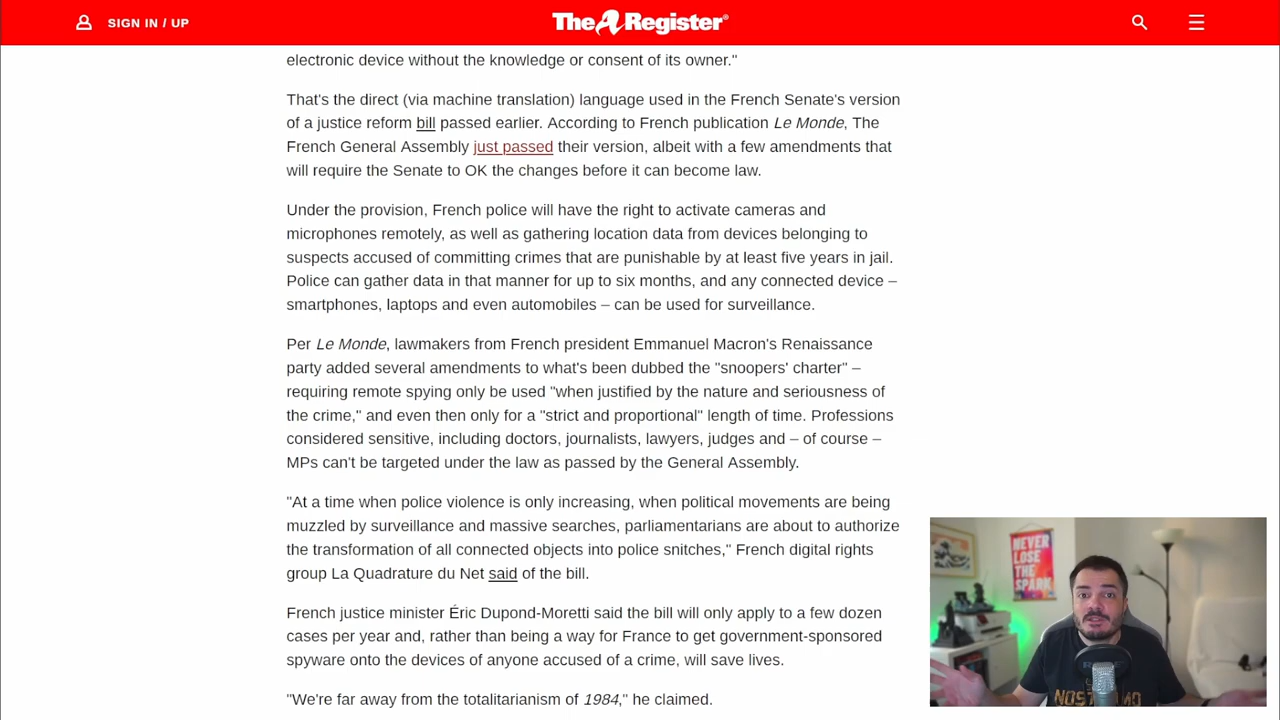 SIGN IN / UP
The Register®
electronic device without the knowledge or consent of its owner."
That's the direct (via machine translation) language used in the French Senate's version
of a justice reform bill passed earlier. According to French publication Le Monde, The
French General Assembly just passed their version, albeit with a few amendments that
will require the Senate to OK the changes before it can become law.
Under the provision, French police will have the right to activate cameras and
microphones remotely, as well as gathering location data from devices belonging to
suspects accused of committing crimes that are punishable by at least five years in jail.
Police can gather data in that manner for up to six months, and any connected device –
smartphones, laptops and even automobiles – can be used for surveillance.
Per Le Monde, lawmakers from French president Emmanuel Macron's Renaissance
party added several amendments to what's been dubbed the "snoopers' charter" –
requiring remote spying only be used "when justified by the nature and seriousness of
the crime," and even then only for a "strict and proportional" length of time. Professions
considered sensitive, including doctors, journalists, lawyers, judges and – of course –
MPs can't be targeted under the law as passed by the General Assembly.
"At a time when police violence is only increasing, when political movements are being
muzzled by surveillance and massive searches, parliamentarians are about to authorize
the transformation of all connected objects into police snitches," French digital rights
group La Quadrature du Net said of the bill.
French justice minister Éric Dupond-Moretti said the bill will only apply to a few dozen
cases per year and, rather than being a way for France to get government-sponsored
spyware onto the devices of anyone accused of a crime, will save lives.
"We're far away from the totalitarianism of 1984," he claimed.
NEVER
LOSE
THE
SPARK